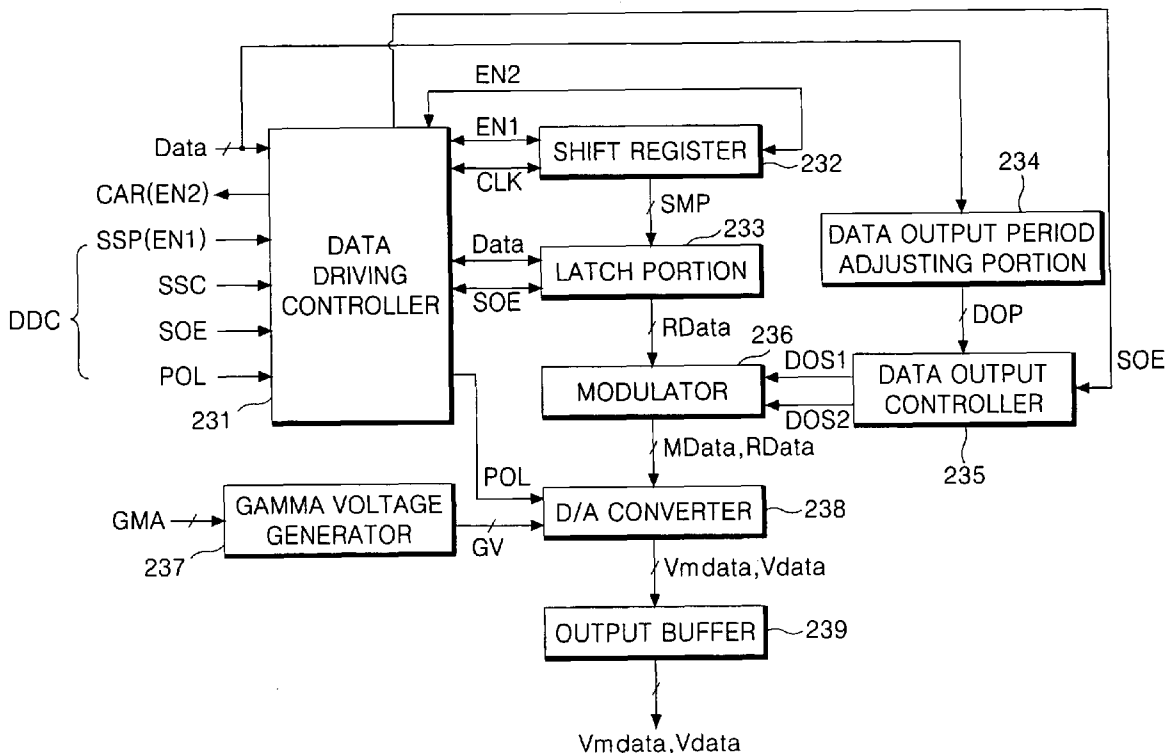 EN2
Data
EN1
SHIFT REGISTER
232
CLK
CAR(EN2)
SMP
234
SSP(EN1)
DATA
DRIVING
CONTROLLER
Data
233
LATCH PORTION
DATA OUTPUT PERIOD
ADJUSTING PORTION
SSC
SOE
DDC
SOE
RData
DOP
236
DOS1
SOE
POL
MODULATOR
DATA OUTPUT
CONTROLLER
231
DOS2
MData,RData
235
POL
GMA
GAMMA VOLTAGE
GENERATOR
D/A CONVERTER
238
237
GV
Vmdata,Vdata
OUTPUT BUFFER
239
Vmdata,Vdata